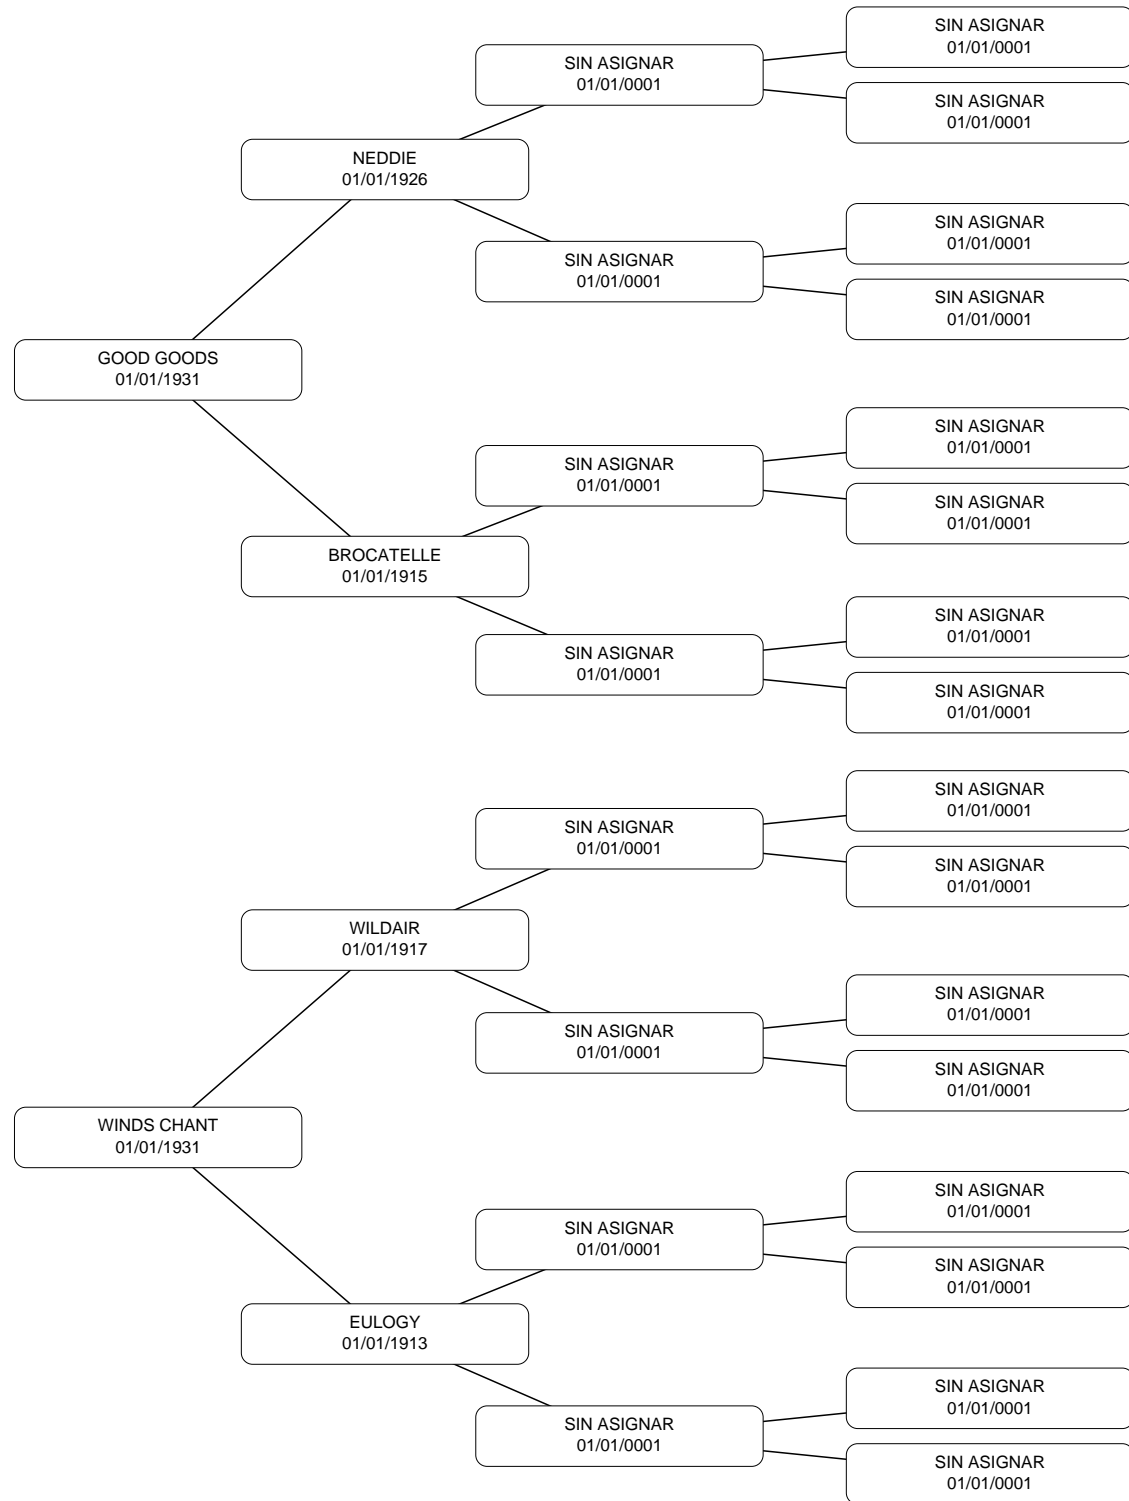 SIN ASIGNAR
01/01/0001
SIN ASIGNAR
01/01/0001
SIN ASIGNAR
01/01/0001
NEDDIE
01/01/1926
SIN ASIGNAR
01/01/0001
SIN ASIGNAR
01/01/0001
SIN ASIGNAR
01/01/0001
GOOD GOODS
01/01/1931
SIN ASIGNAR
01/01/0001
SIN ASIGNAR
01/01/0001
SIN ASIGNAR
01/01/0001
BROCATELLE
01/01/1915
SIN ASIGNAR
01/01/0001
SIN ASIGNAR
01/01/0001
SIN ASIGNAR
01/01/0001
SIN ASIGNAR
01/01/0001
SIN ASIGNAR
01/01/0001
SIN ASIGNAR
01/01/0001
WILDAIR
01/01/1917
SIN ASIGNAR
01/01/0001
SIN ASIGNAR
01/01/0001
SIN ASIGNAR
01/01/0001
WINDS CHANT
01/01/1931
SIN ASIGNAR
01/01/0001
SIN ASIGNAR
01/01/0001
SIN ASIGNAR
01/01/0001
EULOGY
01/01/1913
SIN ASIGNAR
01/01/0001
SIN ASIGNAR
01/01/0001
SIN ASIGNAR
01/01/0001